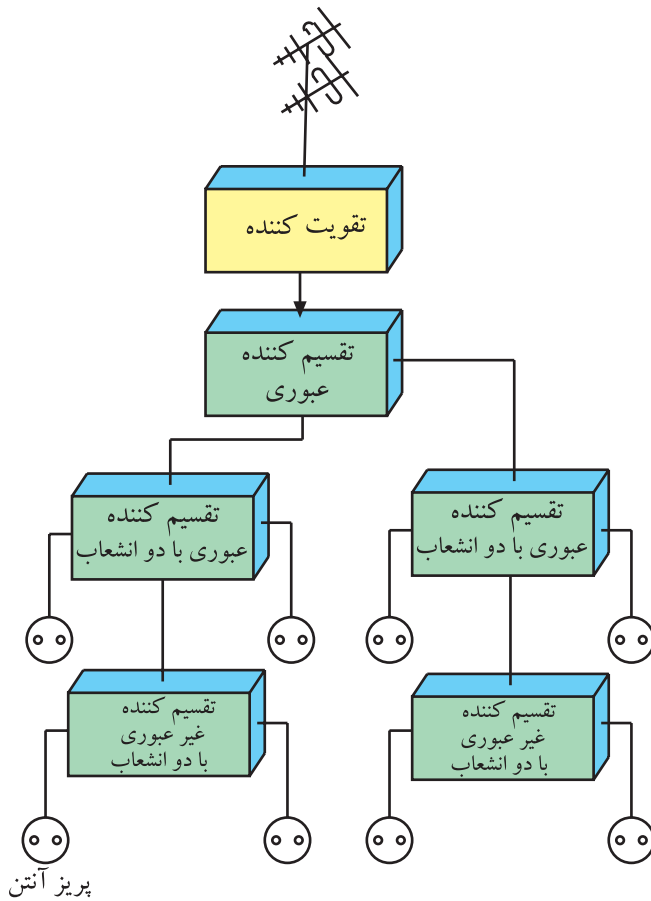 تقویت کننده
تقسیم کننده
عبوری
تقسیم کننده
عبوری با دو انشعاب
تقسیم کننده
عبوری با دو انشعاب
تقسیم کننده
غیر عبوری
با دو انشعاب
تقسیم کننده
غیر عبوری
با دو انشعاب
پریز آنتن